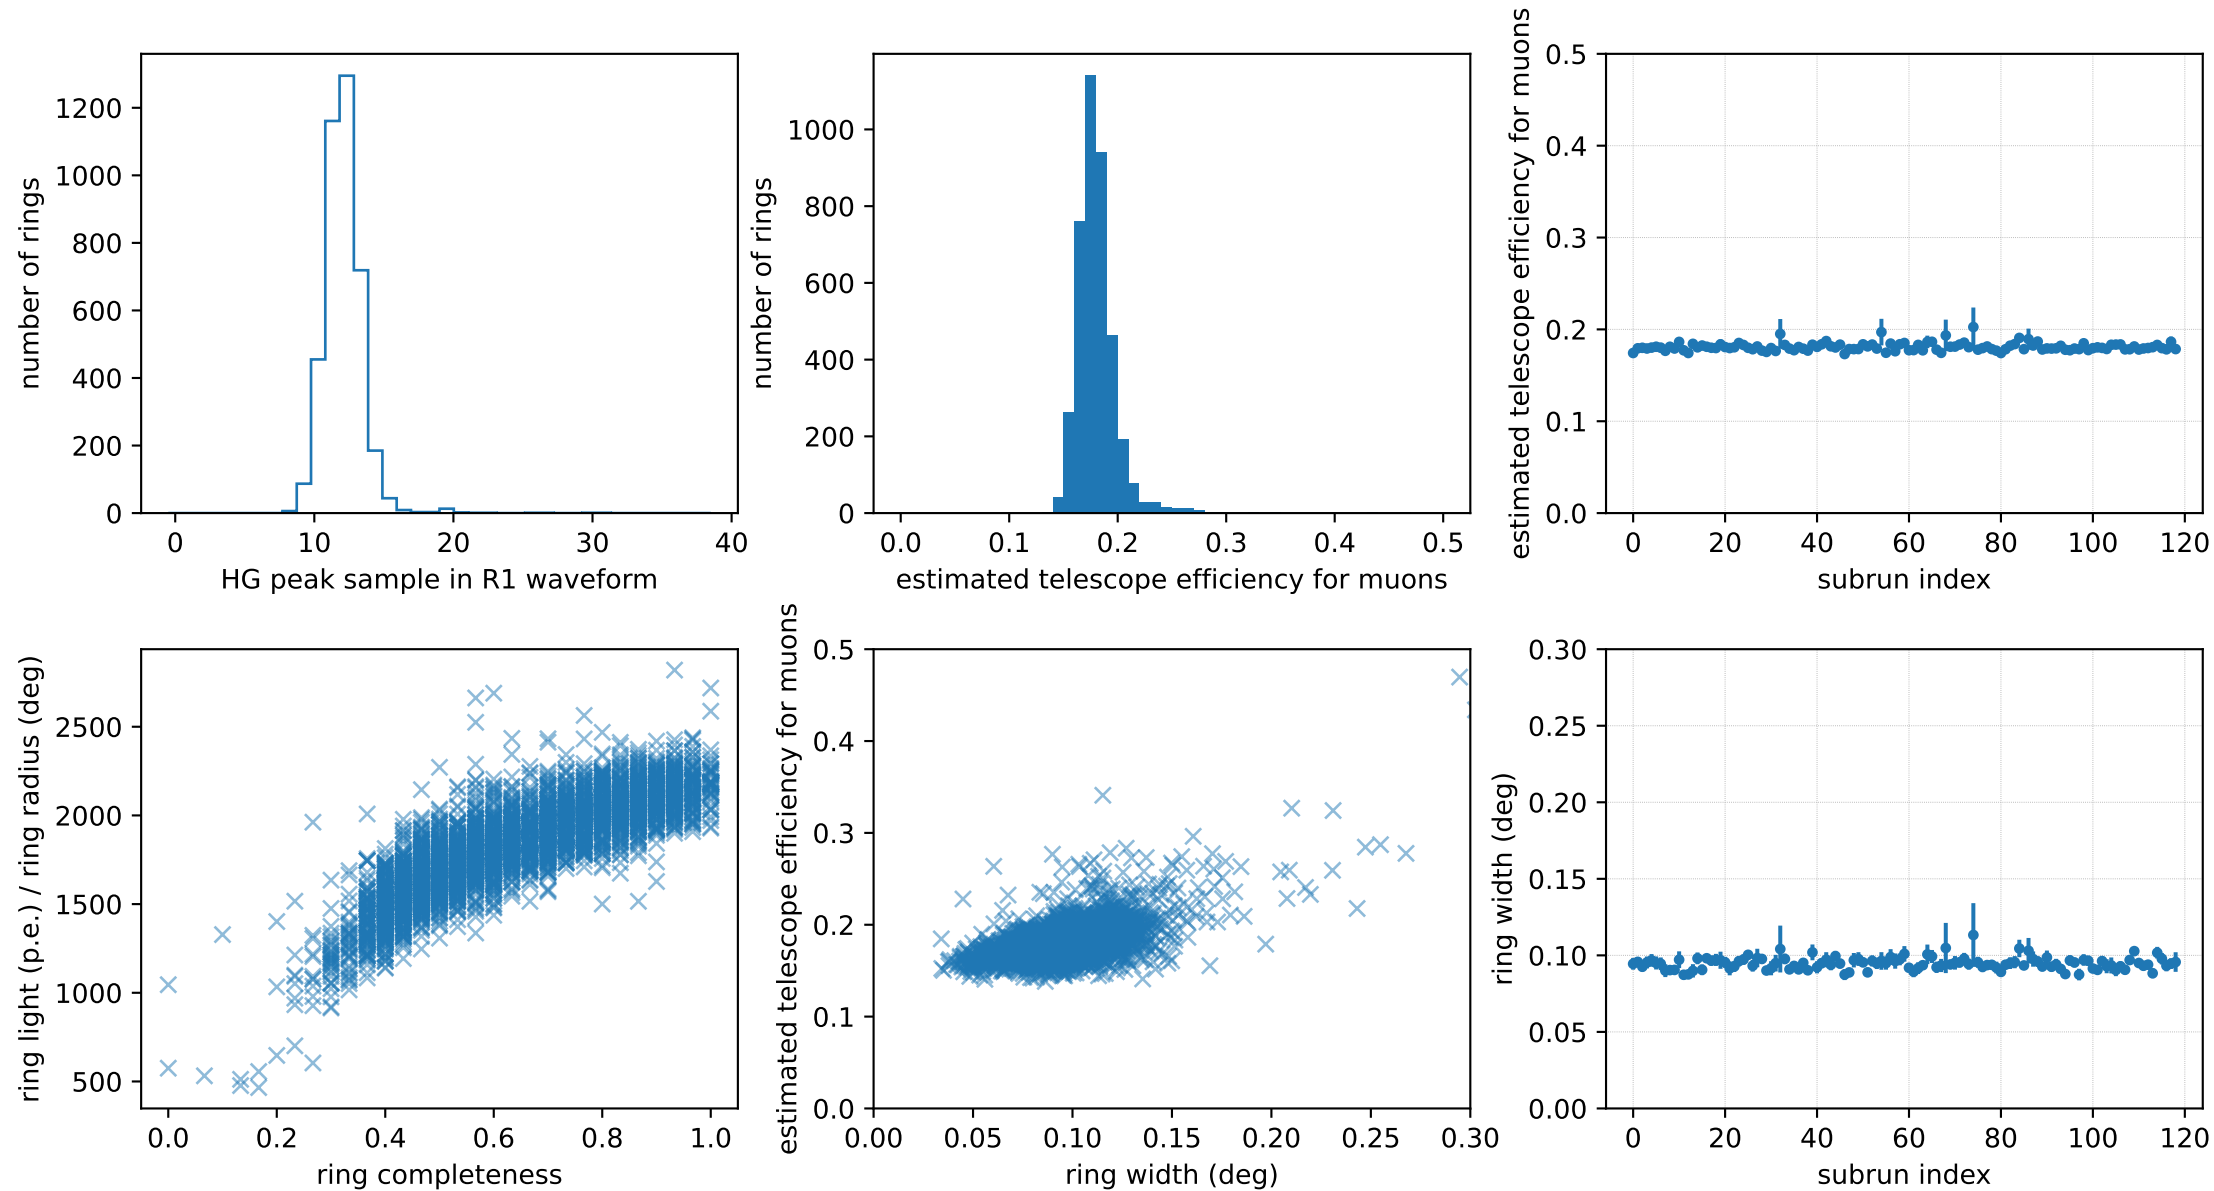 number of rings
1200
1000
800
600
400
200
0
0 10 20 30 40
HG peak sample in R1 waveform
number of rings
1000
800
600
400
200
0
0.0 0.1 0.2 0.3 0.4 0.5
estimated telescope efficiency for muons
estimated telescope efficiency for muons
0.5
0.4
0.3
0.2
0.1
0.0
0 20 40 60 80 100 120
subrun index
ring light (p.e.) / ring radius (deg)
2500
2000
1500
1000
500
0.0 0.2 0.4 0.6 0.8 1.0
ring completeness
estimated telescope efficiency for muons
0.5
0.4
0.3
0.2
0.1
0.0
0.00 0.05 0.10 0.15 0.20 0.25 0.30
ring width (deg)
ring width (deg)
0.30
0.25
0.20
0.15
0.10
0.05
0.00
0 20 40 60 80 100 120
subrun index